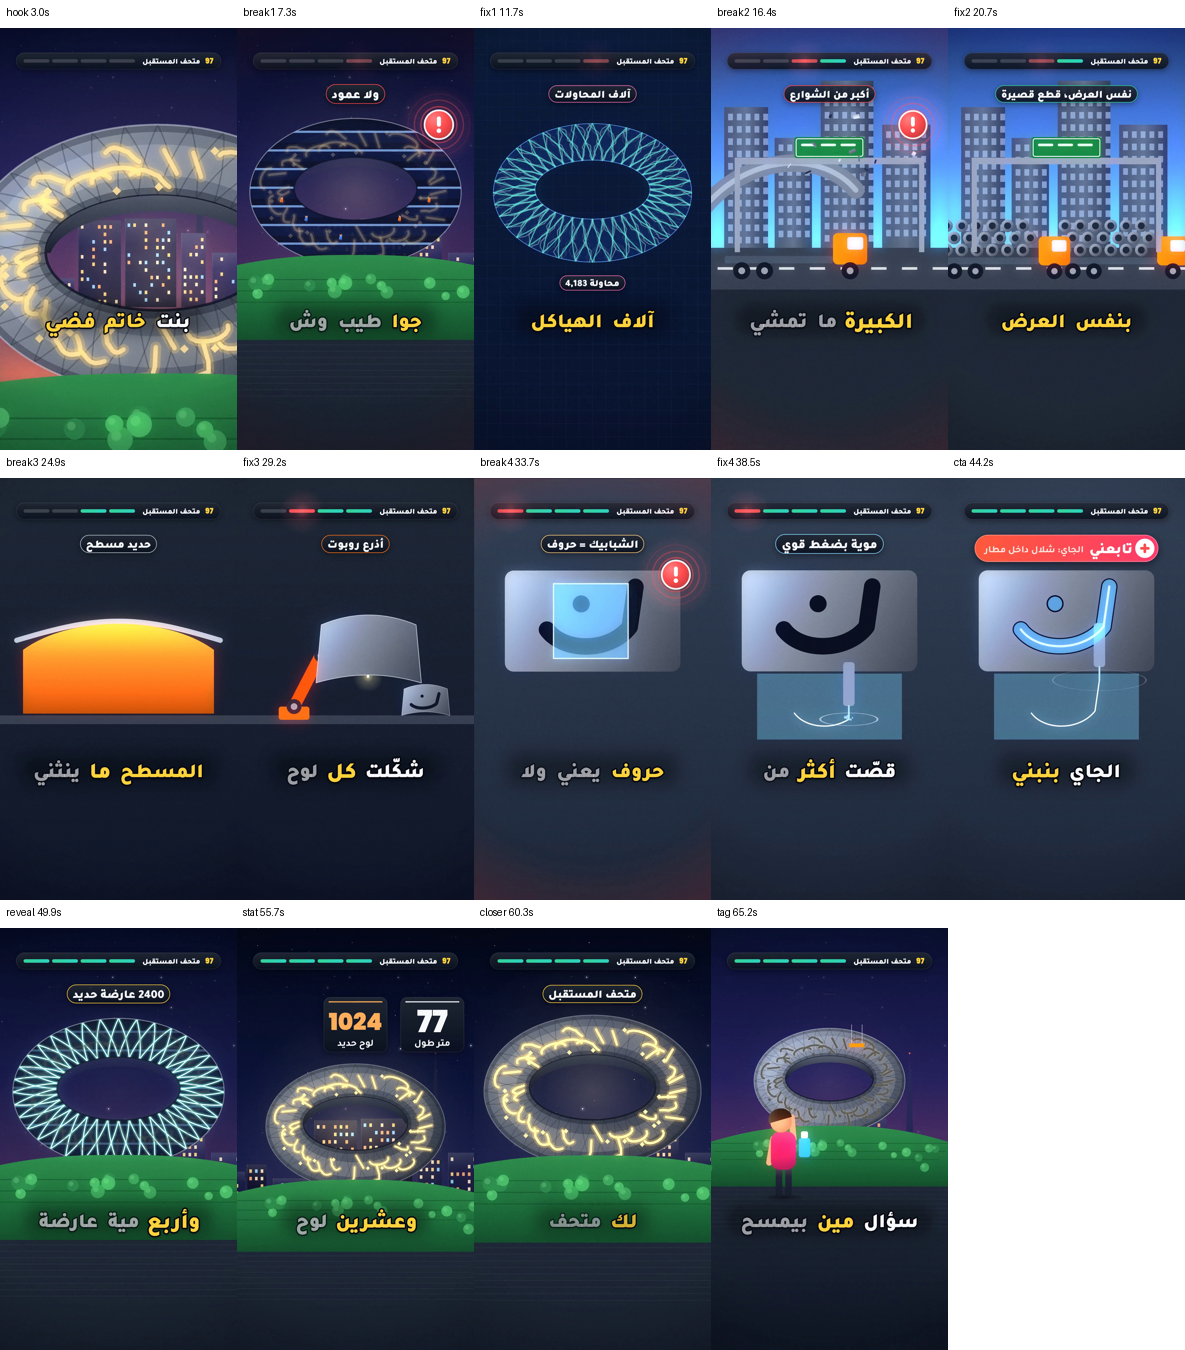 hook 3.0s
97 متحف المستقبل
بنت خاتم فضي
break1 7.3s
97 متحف المستقبل
ولا عمود
جوا طيب وش
fix1 11.7s
97 متحف المستقبل
آلاف المحاولات
محاولة 4,183
آلاف الهياكل
break2 16.4s
97 متحف المستقبل
أكبر من الشوارع
الكبيرة ما تمشي
fix2 20.7s
97 متحف المستقبل
نفس العرض، قطع قصيرة
بنفس العرض
break3 24.9s
97 متحف المستقبل
حديد مسطح
المسطح ما ينثني
fix3 29.2s
97 متحف المستقبل
أذرع روبوت
شكّلت كل لوح
break4 33.7s
97 متحف المستقبل
الشبابيك = حروف
حروف يعني ولا
fix4 38.5s
97 متحف المستقبل
موية بضغط قوي
قصّت أكثر من
cta 44.2s
97 متحف المستقبل
تابعني الجاي: شلال داخل مطار
الجاي بنبني
reveal 49.9s
97 متحف المستقبل
2400 عارضة حديد
وأربع مية عارضة
stat 55.7s
97 متحف المستقبل
77
متر طول
1024
لوح حديد
وعشرين لوح
closer 60.3s
97 متحف المستقبل
متحف المستقبل
لك متحف
tag 65.2s
97 متحف المستقبل
سؤال مين بيمسح